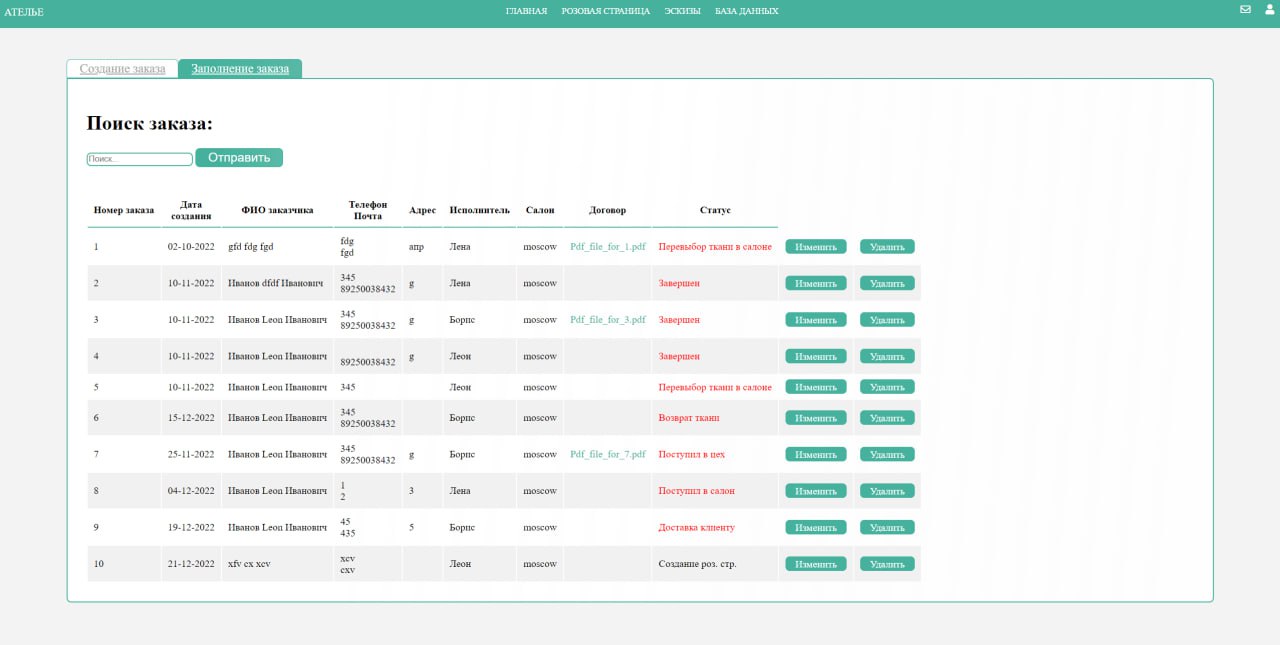 АТЕЛЬЕ ГЛАВНАЯ РОЗОВАЯ СТРАНИЦА ЭСКИЗЫ БАЗА ДАННЫХ
Создание заказа Заполнение заказа
Поиск заказа:
Поиск... Отправить
Номер заказа Дата создания ФИО заказчика Телефон Почта Адрес Исполнитель Салон Договор Статус
1 02-10-2022 gfd fdg fgd fdg fgd апр Лена moscow Pdf_file_for_1.pdf Перевыбор ткани в салоне Изменить Удалить
2 10-11-2022 Иванов dfdf Иванович 345 89250038432 g Лена moscow Завершен Изменить Удалить
3 10-11-2022 Иванов Leon Иванович 345 89250038432 g Борис moscow Pdf_file_for_3.pdf Завершен Изменить Удалить
4 10-11-2022 Иванов Leon Иванович 89250038432 g Леон moscow Завершен Изменить Удалить
5 10-11-2022 Иванов Leon Иванович 345 Леон moscow Перевыбор ткани в салоне Изменить Удалить
6 15-12-2022 Иванов Leon Иванович 345 89250038432 Борис moscow Возврат ткани Изменить Удалить
7 25-11-2022 Иванов Leon Иванович 345 89250038432 g Борис moscow Pdf_file_for_7.pdf Поступил в цех Изменить Удалить
8 04-12-2022 Иванов Leon Иванович 1 2 3 Лена moscow Поступил в салон Изменить Удалить
9 19-12-2022 Иванов Leon Иванович 45 435 5 Борис moscow Доставка клиенту Изменить Удалить
10 21-12-2022 xfv cx xcv xcv cxv Леон moscow Создание роз. стр. Изменить Удалить